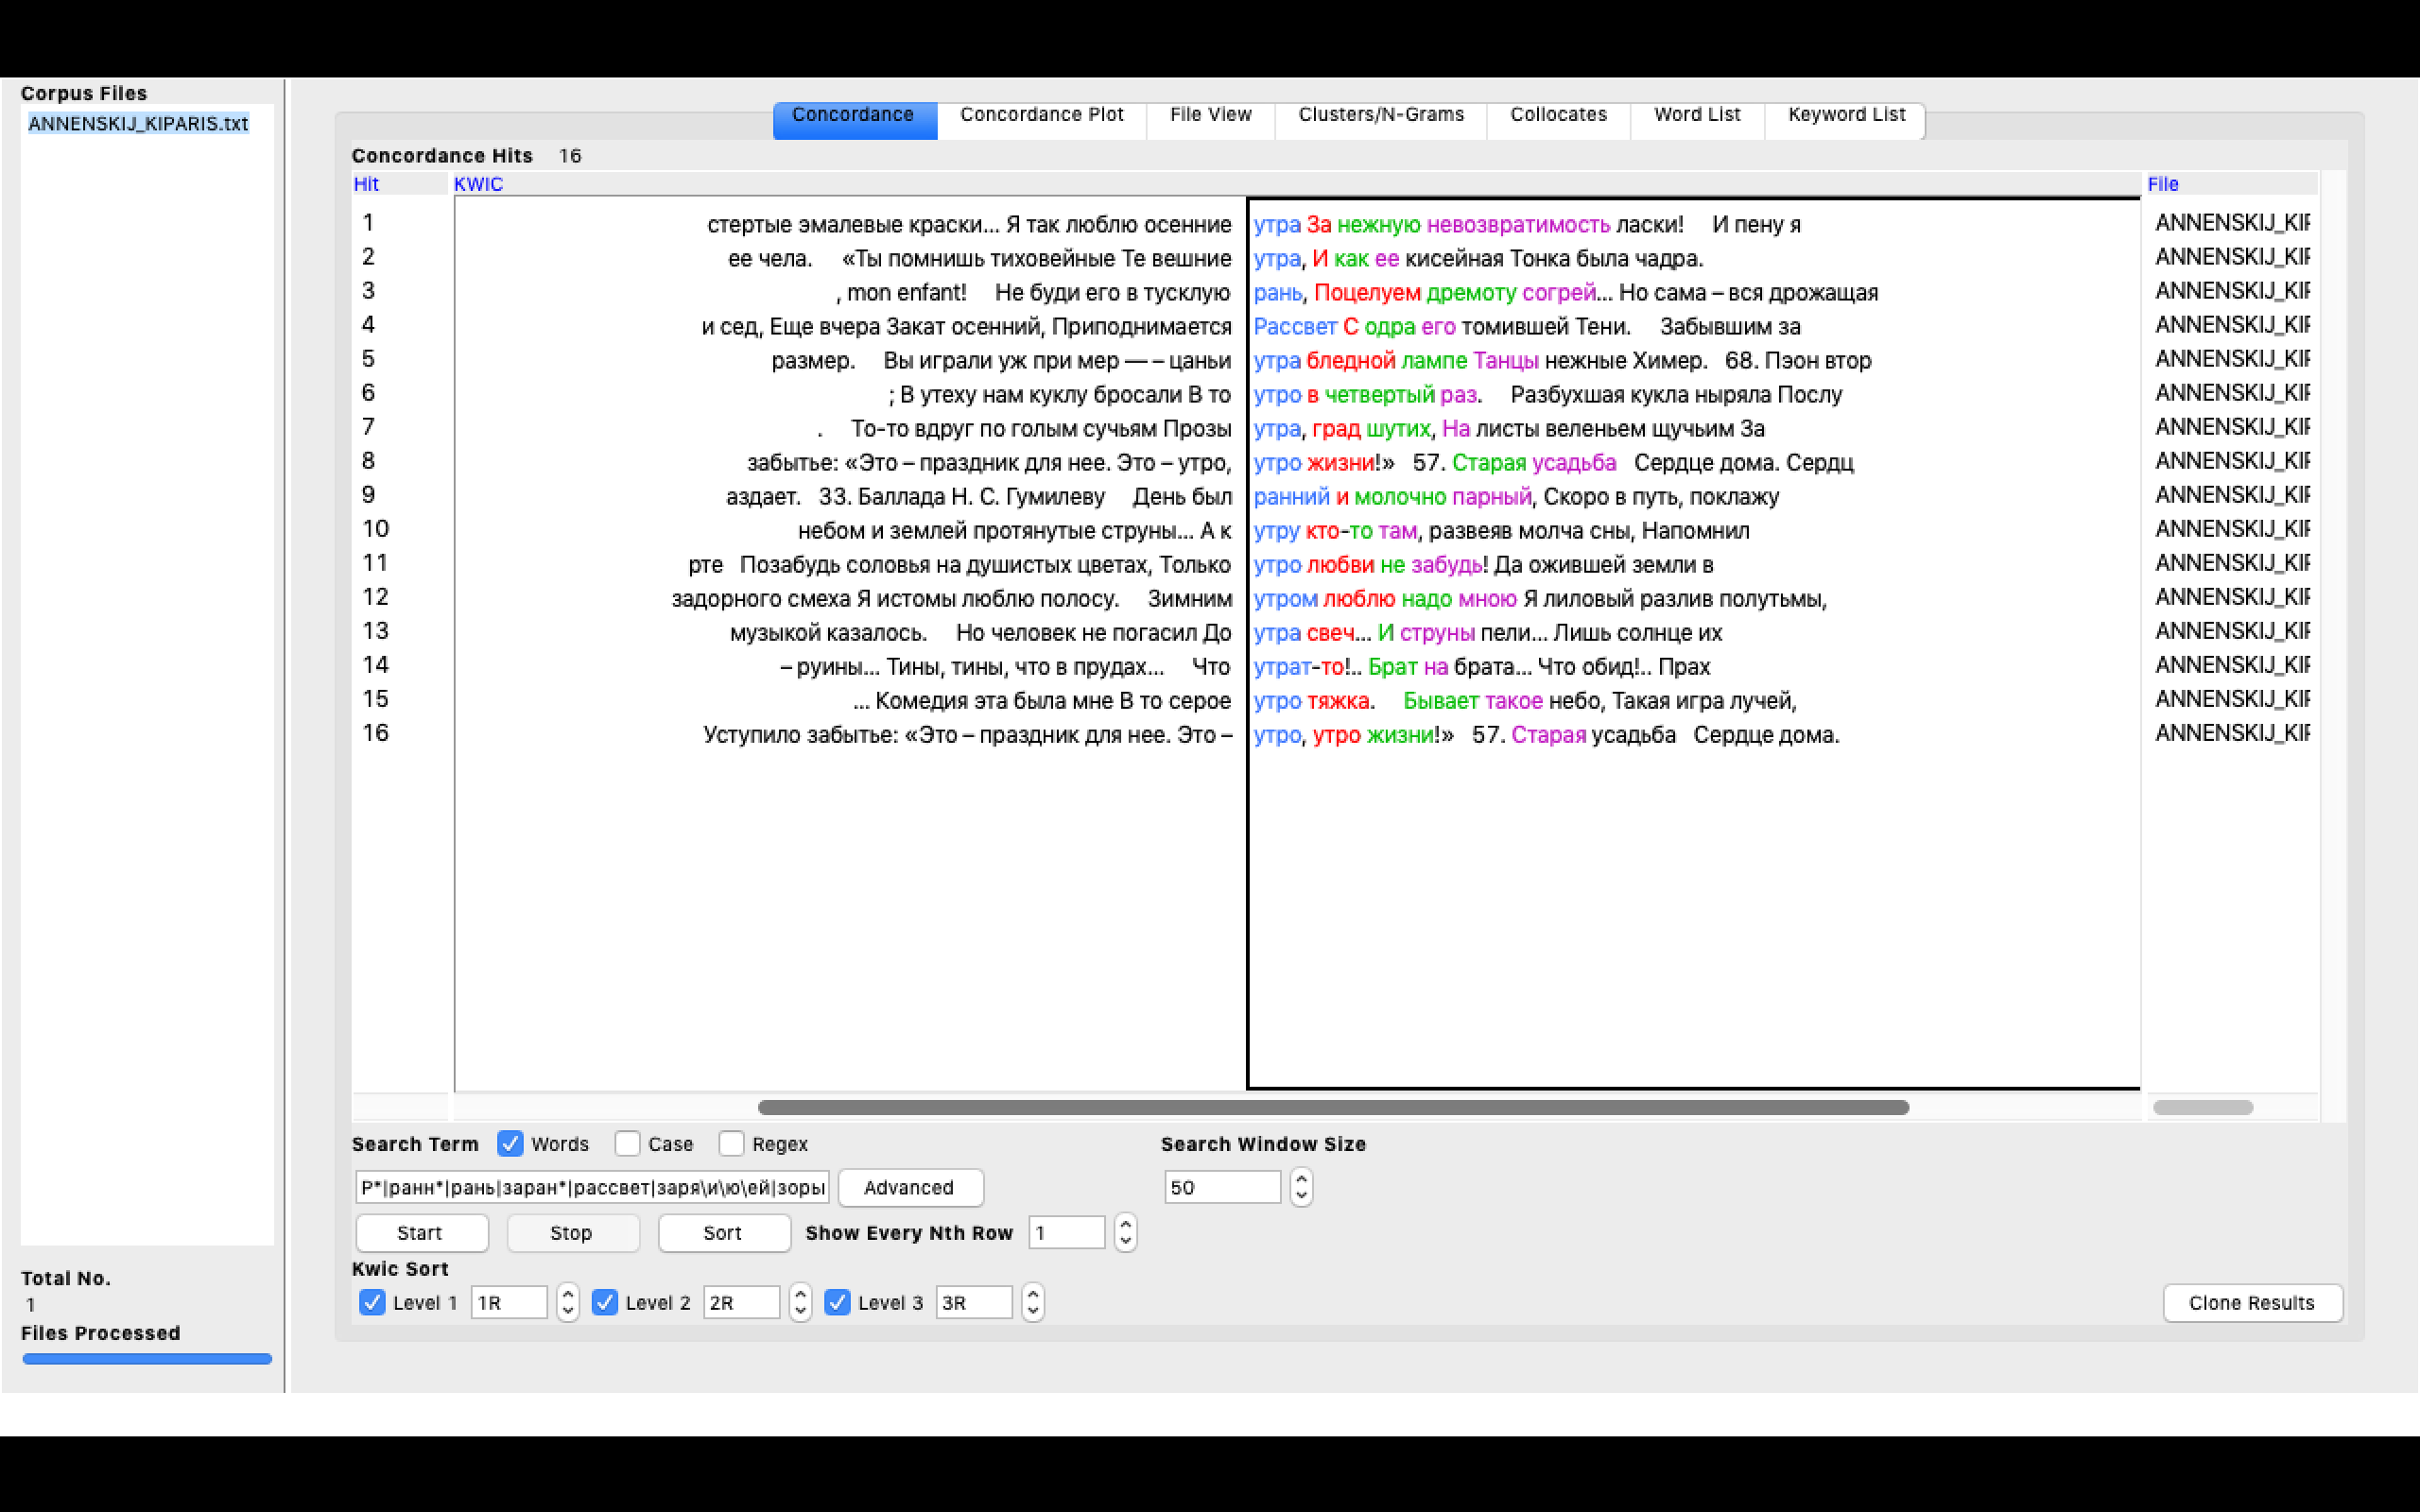 Corpus Files
ANNENSKIJ_KIPARIS.txt
Concordance Concordance Plot File View Clusters/N-Grams Collocates Word List Keyword List
Concordance Hits 16
Hit KWIC File
1 стертые эмалевые краски... Я так люблю осенние утра За нежную невозвратимость ласки! И пену я ANNENSKIJ_KIF
2 ее чела. «Ты помнишь тиховейные Те вешние утра, И как ее кисейная Тонка была чадра. ANNENSKIJ_KIF
3 , mon enfant! Не буди его в тусклую рань, Поцелуем дремоту согрей... Но сама – вся дрожащая ANNENSKIJ_KIF
4 и сед, Еще вчера Закат осенний, Приподнимается Рассвет С одра его томившей Тени. Забывшим за ANNENSKIJ_KIF
5 размер. Вы играли уж при мер — – цаньи утра бледной лампе Танцы нежные Химер. 68. Пэон втор ANNENSKIJ_KIF
6 ; В утеху нам куклу бросали В то утро в четвертый раз. Разбухшая кукла ныряла Послу ANNENSKIJ_KIF
7 . То-то вдруг по голым сучьям Прозы утра, град шутих, На листы веленьем щучьим За ANNENSKIJ_KIF
8 забытье: «Это – праздник для нее. Это – утро, утро жизни!» 57. Старая усадьба Сердце дома. Сердц ANNENSKIJ_KIF
9 аздает. 33. Баллада Н. С. Гумилеву День был ранний и молочно парный, Скоро в путь, поклажу ANNENSKIJ_KIF
10 небом и землей протянутые струны... А к утру кто-то там, развеяв молча сны, Напомнил ANNENSKIJ_KIF
11 рте Позабудь соловья на душистых цветах, Только утро любви не забудь! Да ожившей земли в ANNENSKIJ_KIF
12 задорного смеха Я истомы люблю полосу. Зимним утром люблю надо мною Я лиловый разлив полутьмы, ANNENSKIJ_KIF
13 музыкой казалось. Но человек не погасил До утра свеч... И струны пели... Лишь солнце их ANNENSKIJ_KIF
14 – руины... Тины, тины, что в прудах... Что утрат-то!.. Брат на брата... Что обид!.. Прах ANNENSKIJ_KIF
15 ... Комедия эта была мне В то серое утро тяжка. Бывает такое небо, Такая игра лучей, ANNENSKIJ_KIF
16 Уступило забытье: «Это – праздник для нее. Это – утро, утро жизни!» 57. Старая усадьба Сердце дома. ANNENSKIJ_KIF
Search Term Words Case Regex Search Window Size
Р*|ранн*|рань|заран*|рассвет|заря\и\ю\ей|зоры Advanced 50
Start Stop Sort Show Every Nth Row 1
Kwic Sort
Level 1 1R Level 2 2R Level 3 3R Clone Results
Total No.
1
Files Processed